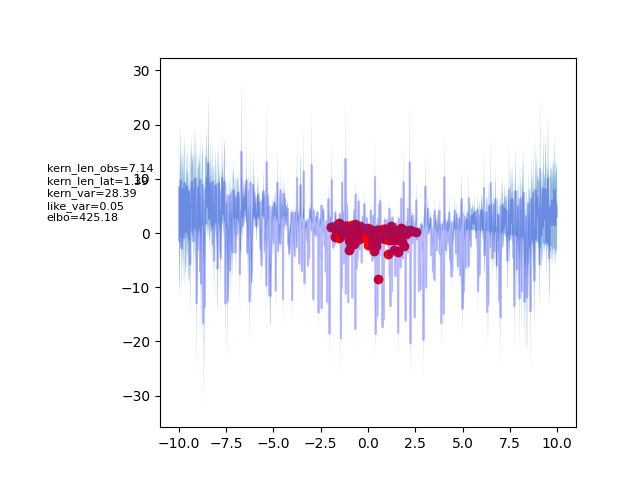 30
20
kern_len_obs=7.14
10
kern_len_lat=1.
kern_var=28.39
like_var=0.05
elbo=425.18
0
−10
−20
−30
−10.0 −7.5 −5.0 −2.5 0.0 2.5 5.0 7.5 10.0